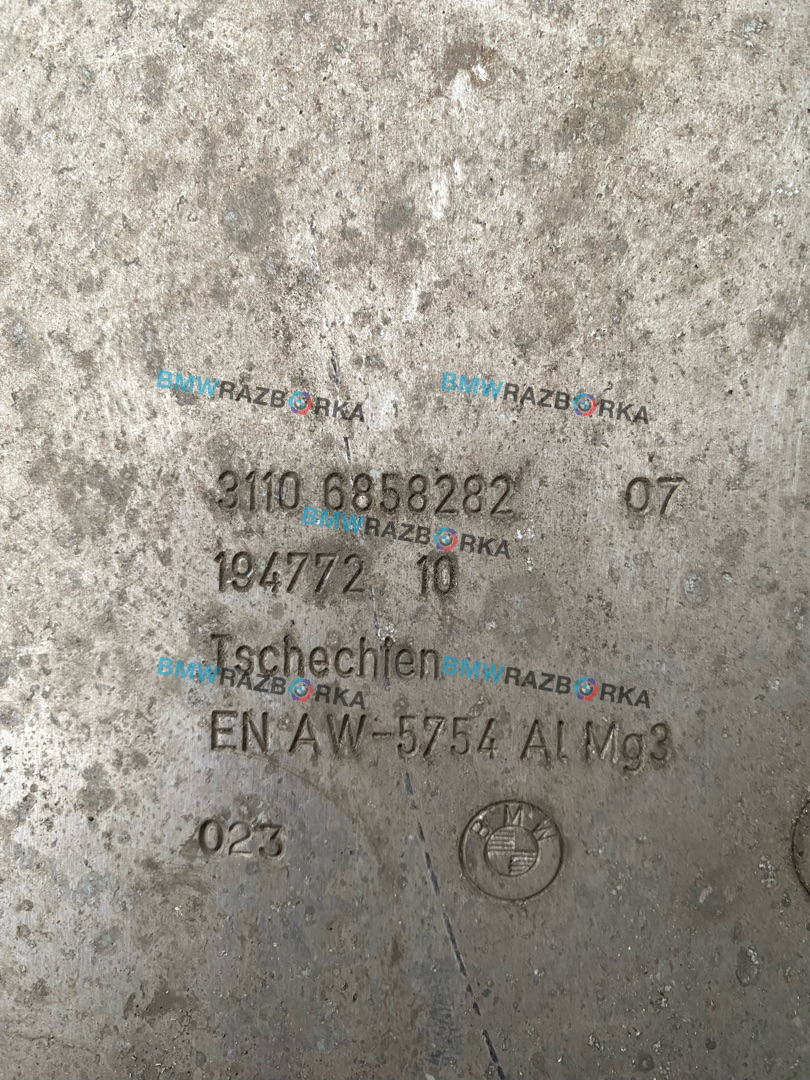 BMWRAZBORKA BMWRAZBORKA
3110 6858282 07
BMWRAZBORKA
194772 10
Tschechien
BMWRAZBORKA BMWRAZBORKA
EN AW-5754 Al Mg3
023 BMW